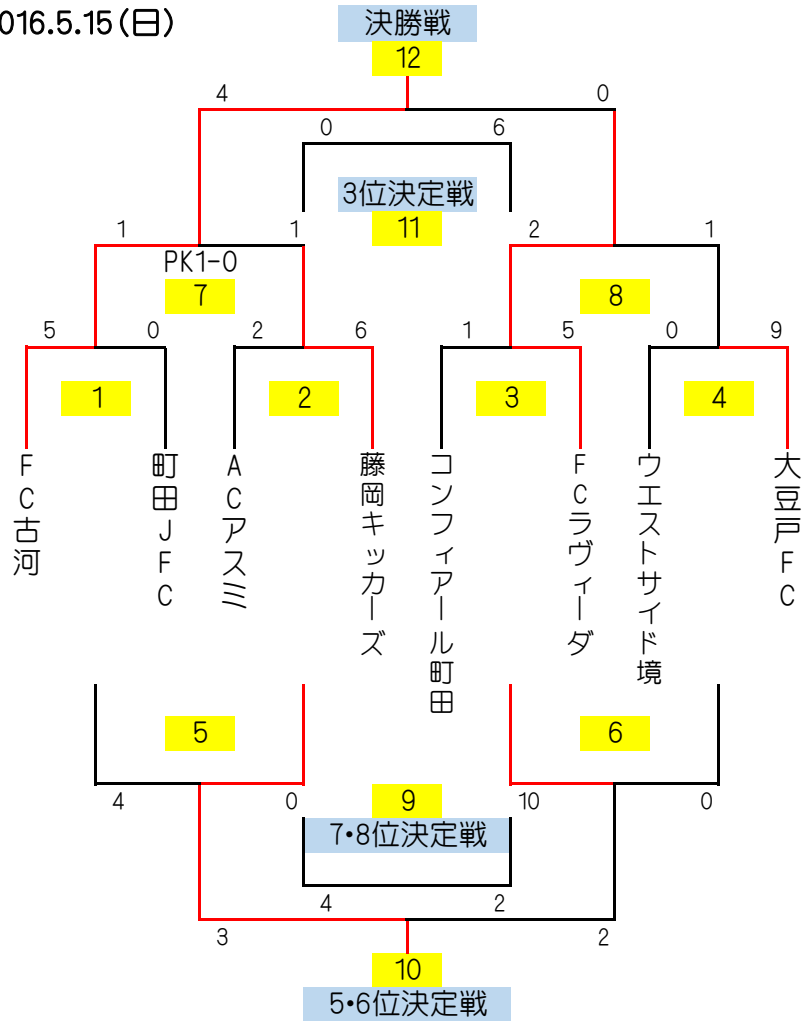 016.5.15(日)
決勝戦
12
4 0
0 6
3位決定戦
11
1 1 2 1
PK1-0
7 8
5 0 2 6 1 5 0 9
1 2 3 4
FC古河
町田JFC
ACアスミ
藤岡キッカーズ
コンフィアール町田
FCラヴィーダ
ウエストサイド境
大豆戸FC
5 6
4 0 10 0
9
7・8位決定戦
4 2
3 2
10
5・6位決定戦